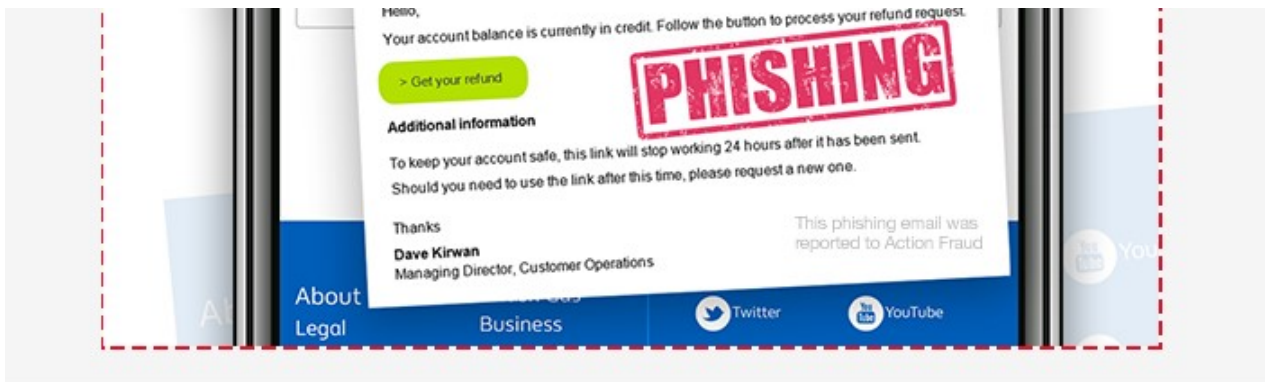 Hello,
Your account balance is currently in credit. Follow the button to process your refund request.
> Get your refund
PHISHING
Additional information
To keep your account safe, this link will stop working 24 hours after it has been sent.
Should you need to use the link after this time, please request a new one.
Thanks
Dave Kirwan
Managing Director, Customer Operations
This phishing email was
reported to Action Fraud
About
Legal
Business
Twitter
YouTube
You
Tube